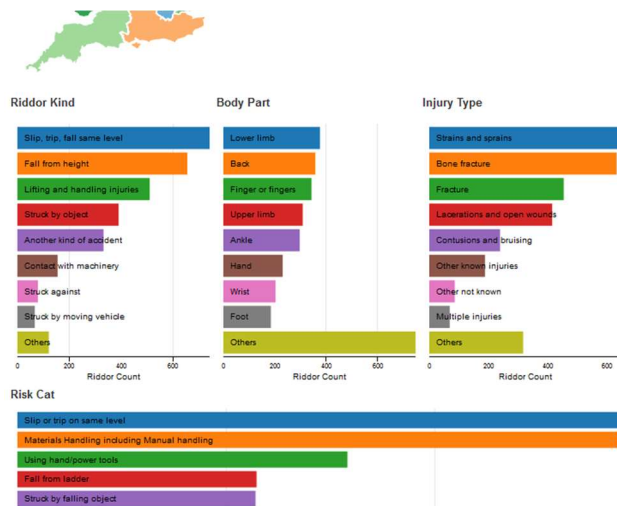 Riddor Kind
Slip, trip, fall same level
Fall from height
Lifting and handling injuries
Struck by object
Another kind of accident
Contact with machinery
Struck against
Struck by moving vehicle
Others
0 200 400 600
Riddor Count
Body Part
Lower limb
Back
Finger or fingers
Upper limb
Ankle
Hand
Wrist
Foot
Others
0 200 400 600
Riddor Count
Injury Type
Strains and sprains
Bone fracture
Fracture
Lacerations and open wounds
Contusions and bruising
Other known injuries
Other not known
Multiple injuries
Others
0 200 400 600
Riddor Count
Risk Cat
Slip or trip on same level
Materials Handling including Manual handling
Using hand/power tools
Fall from ladder
Struck by falling object